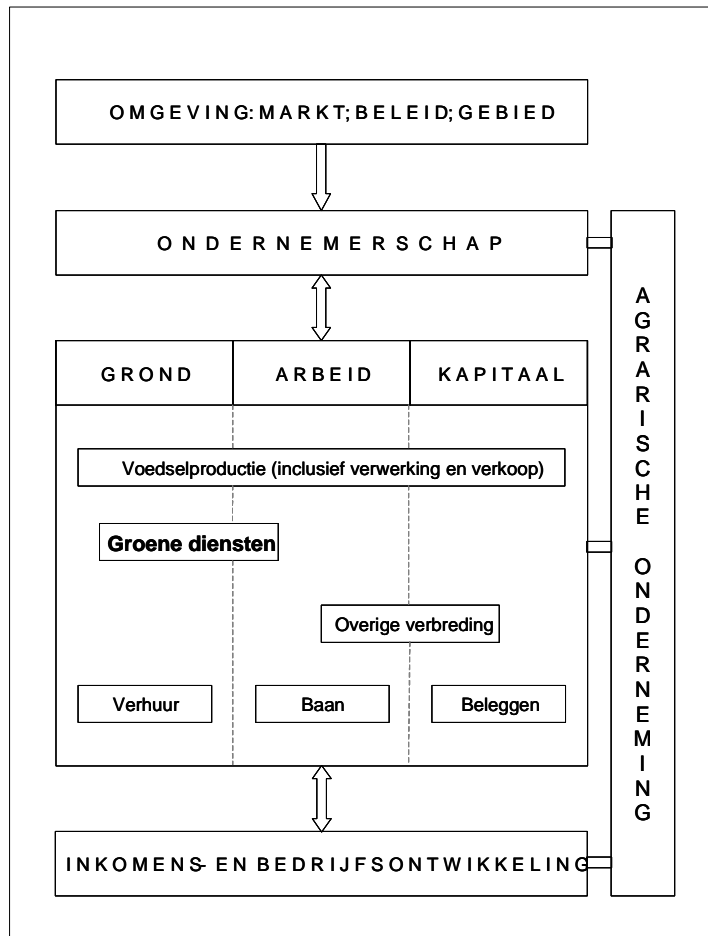 OMGEVING: MARKT; BELEID; GEBIED
ONDERNEMERSCHAP
GROND ARBEID KAPITAAL
Voedselproductie (inclusief verwerking en verkoop)
Groene diensten
Overige verbreding
Verhuur Baan Beleggen
INKOMENS- EN BEDRIJFSONTWIKKELING
AGRARISCHE ONDERNEMING